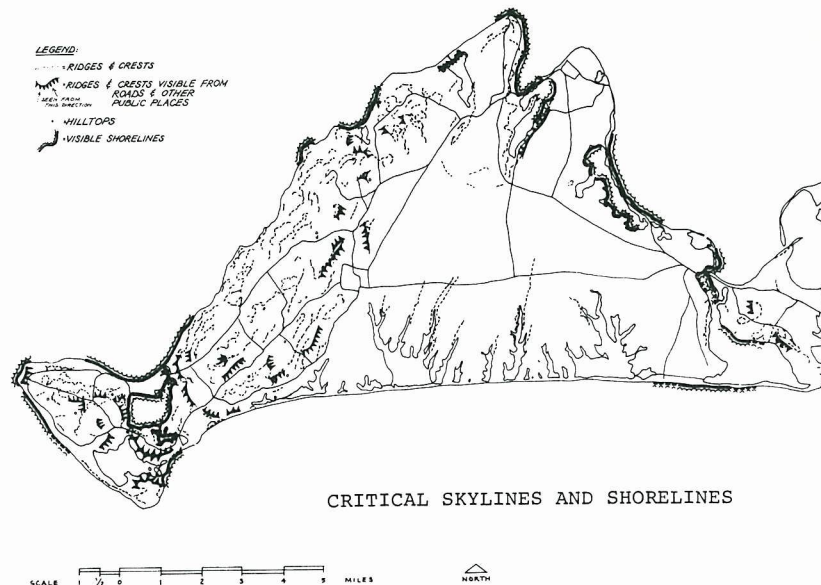 LEGEND:
RIDGES & CRESTS
RIDGES & CRESTS VISIBLE FROM
ROADS & OTHER
PUBLIC PLACES
SEEN FROM
THIS DIRECTION
HILLTOPS
VISIBLE SHORELINES
CRITICAL SKYLINES AND SHORELINES
SCALE 1 1/2 0 1 2 3 4 5 MILES
NORTH